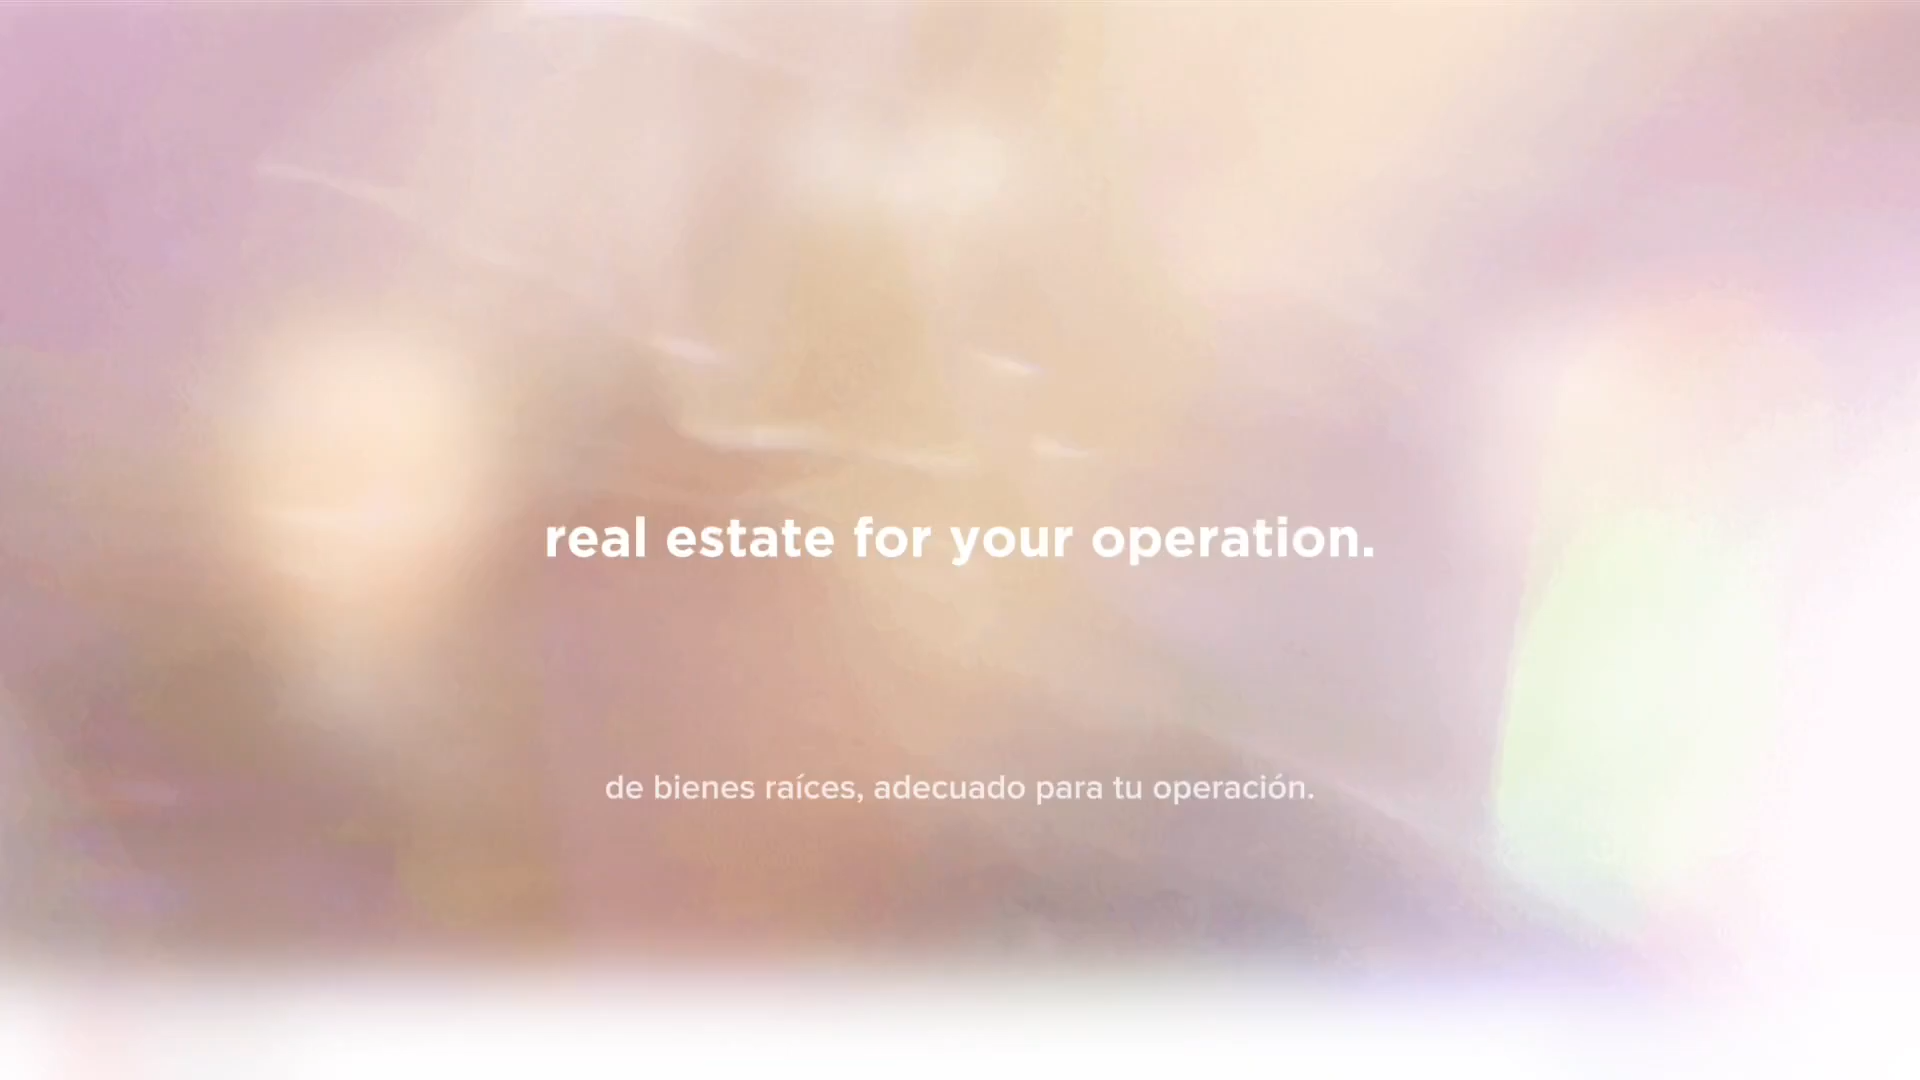 real estate for your operation.
de bienes raíces, adecuado para tu operación.